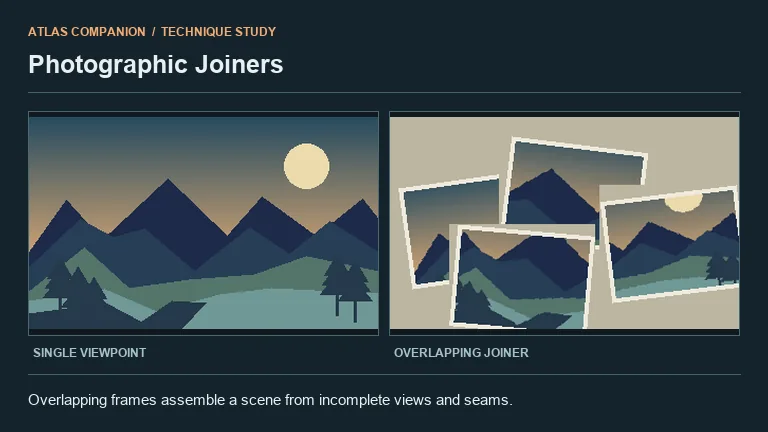 ATLAS COMPANION / TECHNIQUE STUDY
Photographic Joiners
SINGLE VIEWPOINT
OVERLAPPING JOINER
Overlapping frames assemble a scene from incomplete views and seams.